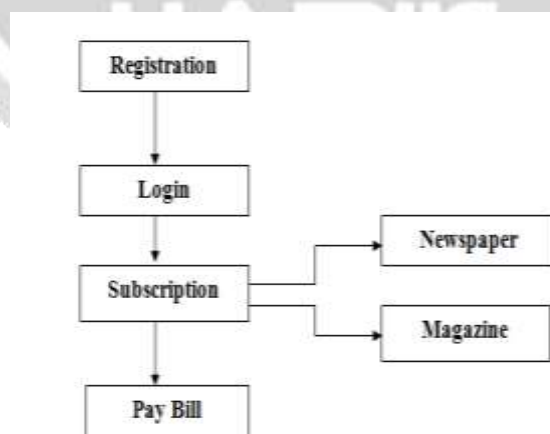 Registration
Login
Newspaper
Subscription
Magazine
Pay Bill